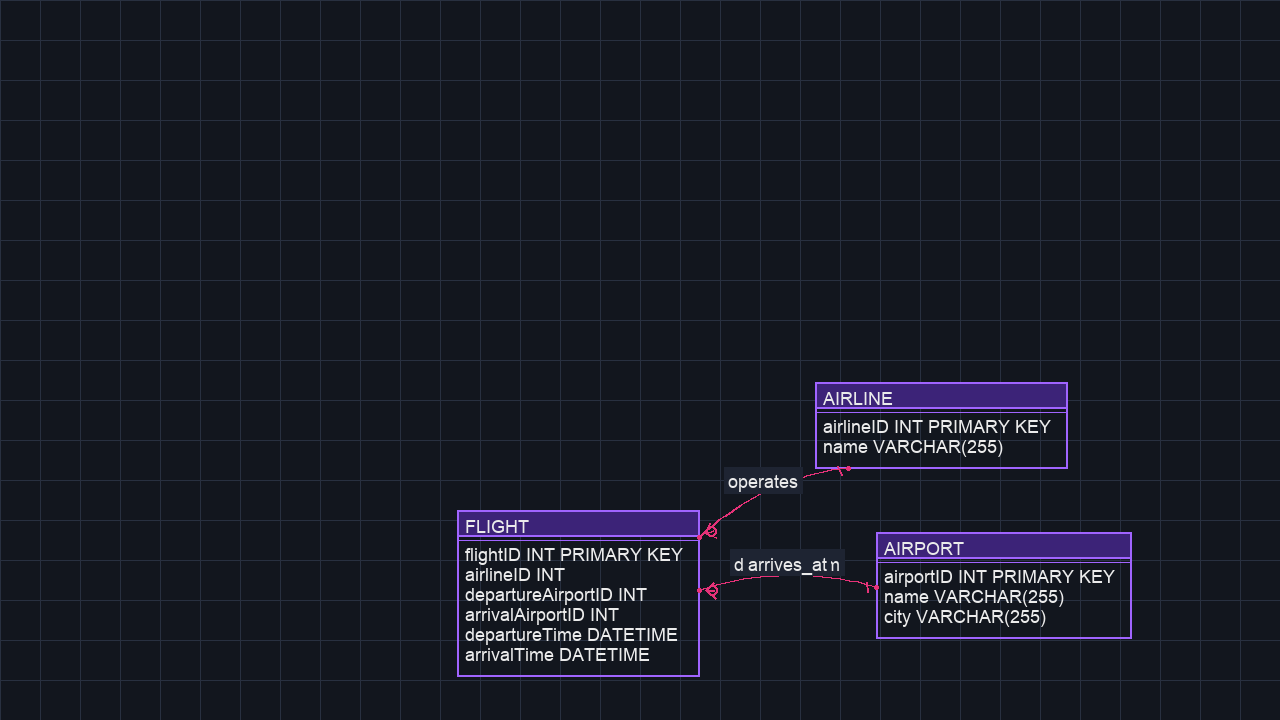 AIRLINE
airlineID INT PRIMARY KEY
name VARCHAR(255)
operates
FLIGHT
flightID INT PRIMARY KEY
airlineID INT
departureAirportID INT
arrivalAirportID INT
departureTime DATETIME
arrivalTime DATETIME
arrives_at
AIRPORT
airportID INT PRIMARY KEY
name VARCHAR(255)
city VARCHAR(255)